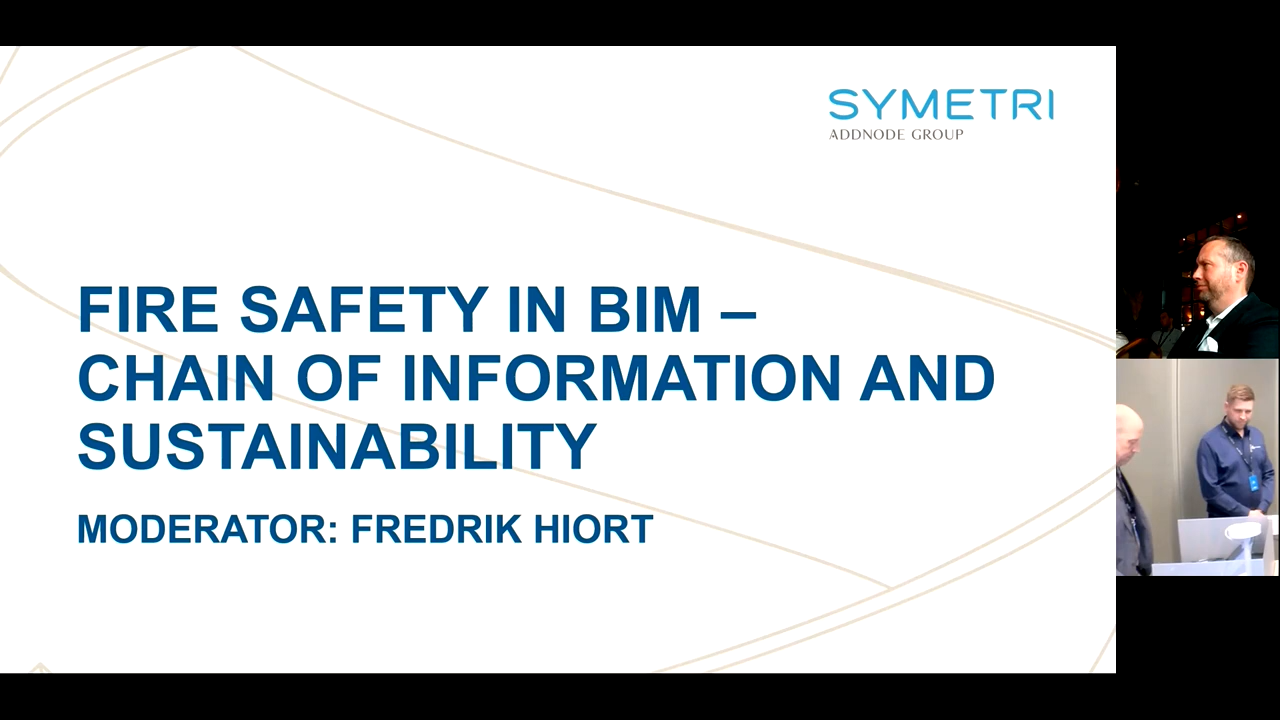 SYMETRI
ADDNODE GROUP
FIRE SAFETY IN BIM –
CHAIN OF INFORMATION AND
SUSTAINABILITY
MODERATOR: FREDRIK HIORT